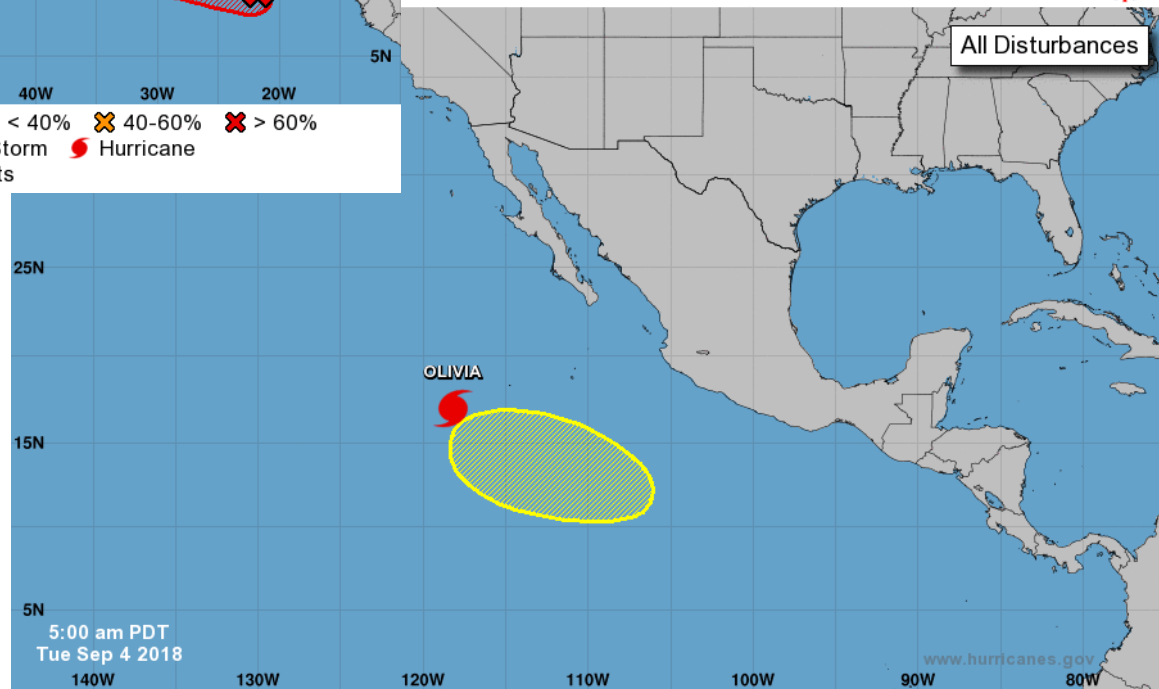 5N
40W 30W 20W
< 40% 40-60% > 60%
Storm Hurricane
ts
All Disturbances
25N
OLIVIA
15N
5N
5:00 am PDT
Tue Sep 4 2018
www.hurricanes.gov
140W 130W 120W 110W 100W 90W 80W